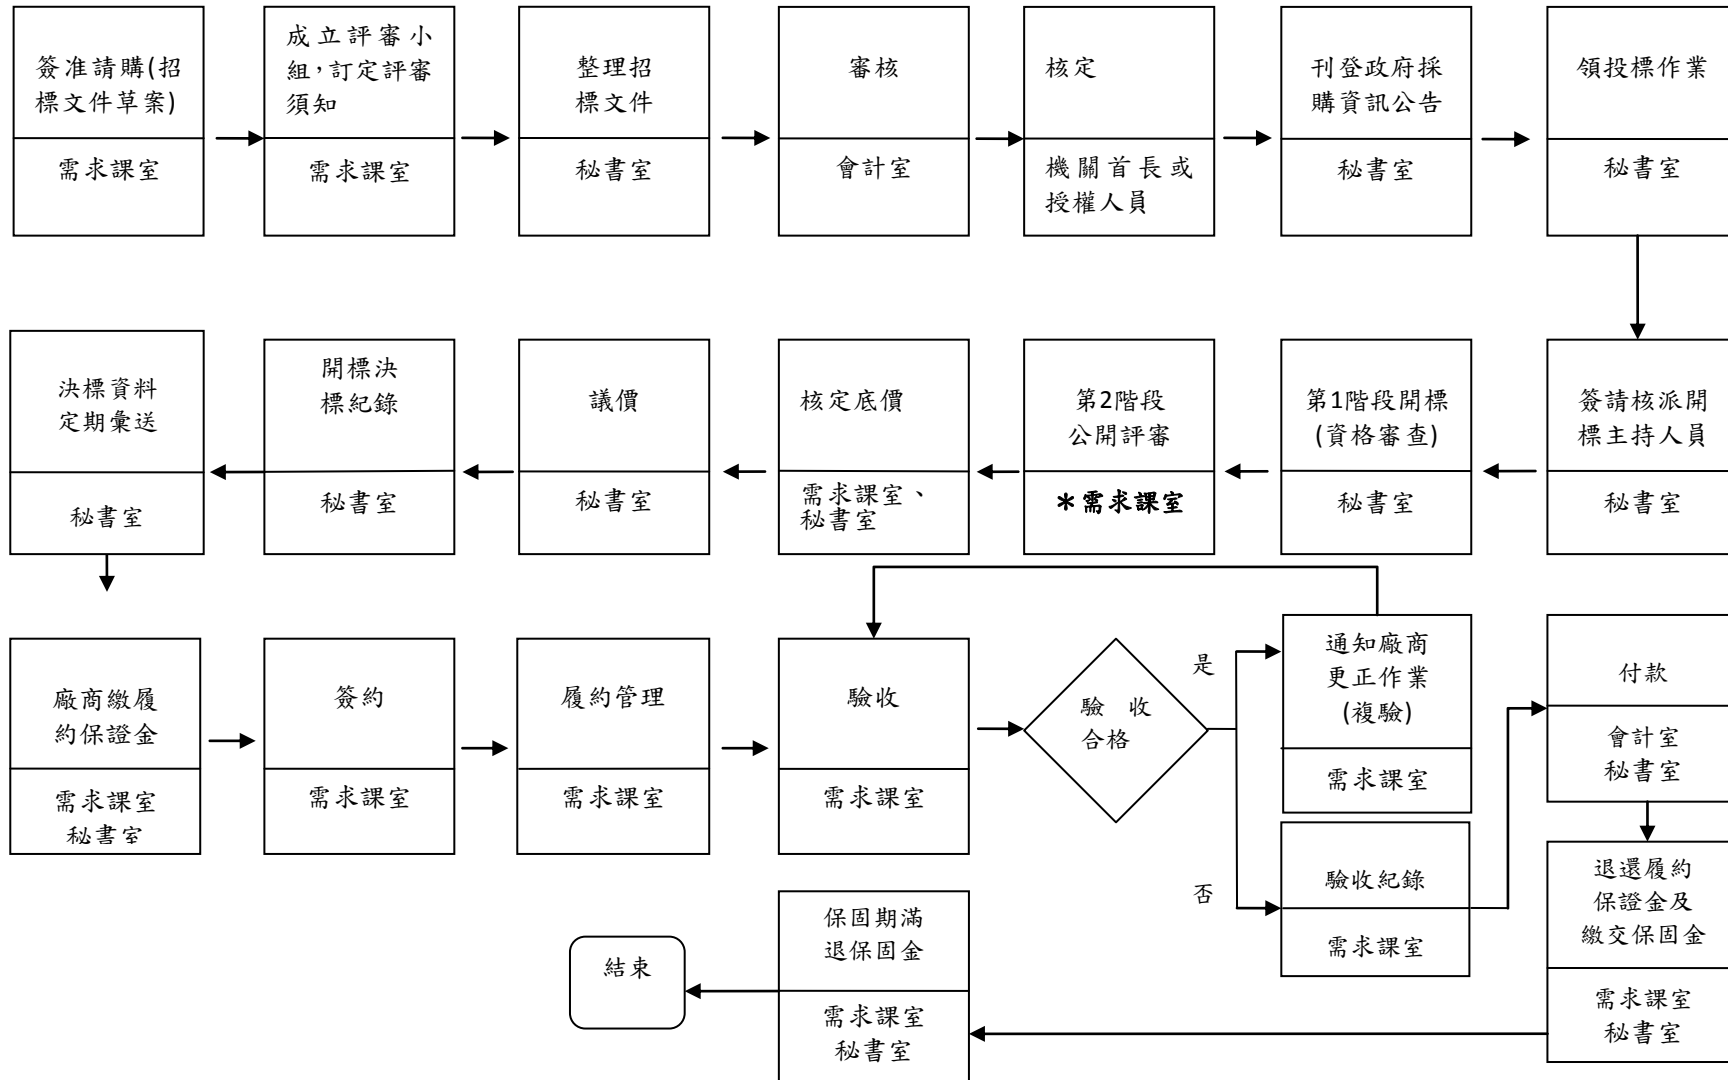 簽准請購(招
標文件草案)
需求課室
成立評審小
組，訂定評審
須知
需求課室
整理招
標文件
秘書室
審核
會計室
核定
機關首長或
授權人員
刊登政府採
購資訊公告
秘書室
領投標作業
秘書室
簽請核派開
標主持人員
秘書室
第1階段開標
(資格審查)
秘書室
第2階段
公開評審
＊需求課室
核定底價
需求課室、
秘書室
議價
秘書室
開標決
標紀錄
秘書室
決標資料
定期彙送
秘書室
廠商繳履
約保證金
需求課室
秘書室
簽約
需求課室
履約管理
需求課室
驗收
需求課室
驗 收
合格
是
通知廠商
更正作業
(複驗)
需求課室
否
驗收紀錄
需求課室
付款
會計室
秘書室
退還履約
保證金及
繳交保固金
需求課室
秘書室
保固期滿
退保固金
需求課室
秘書室
結束